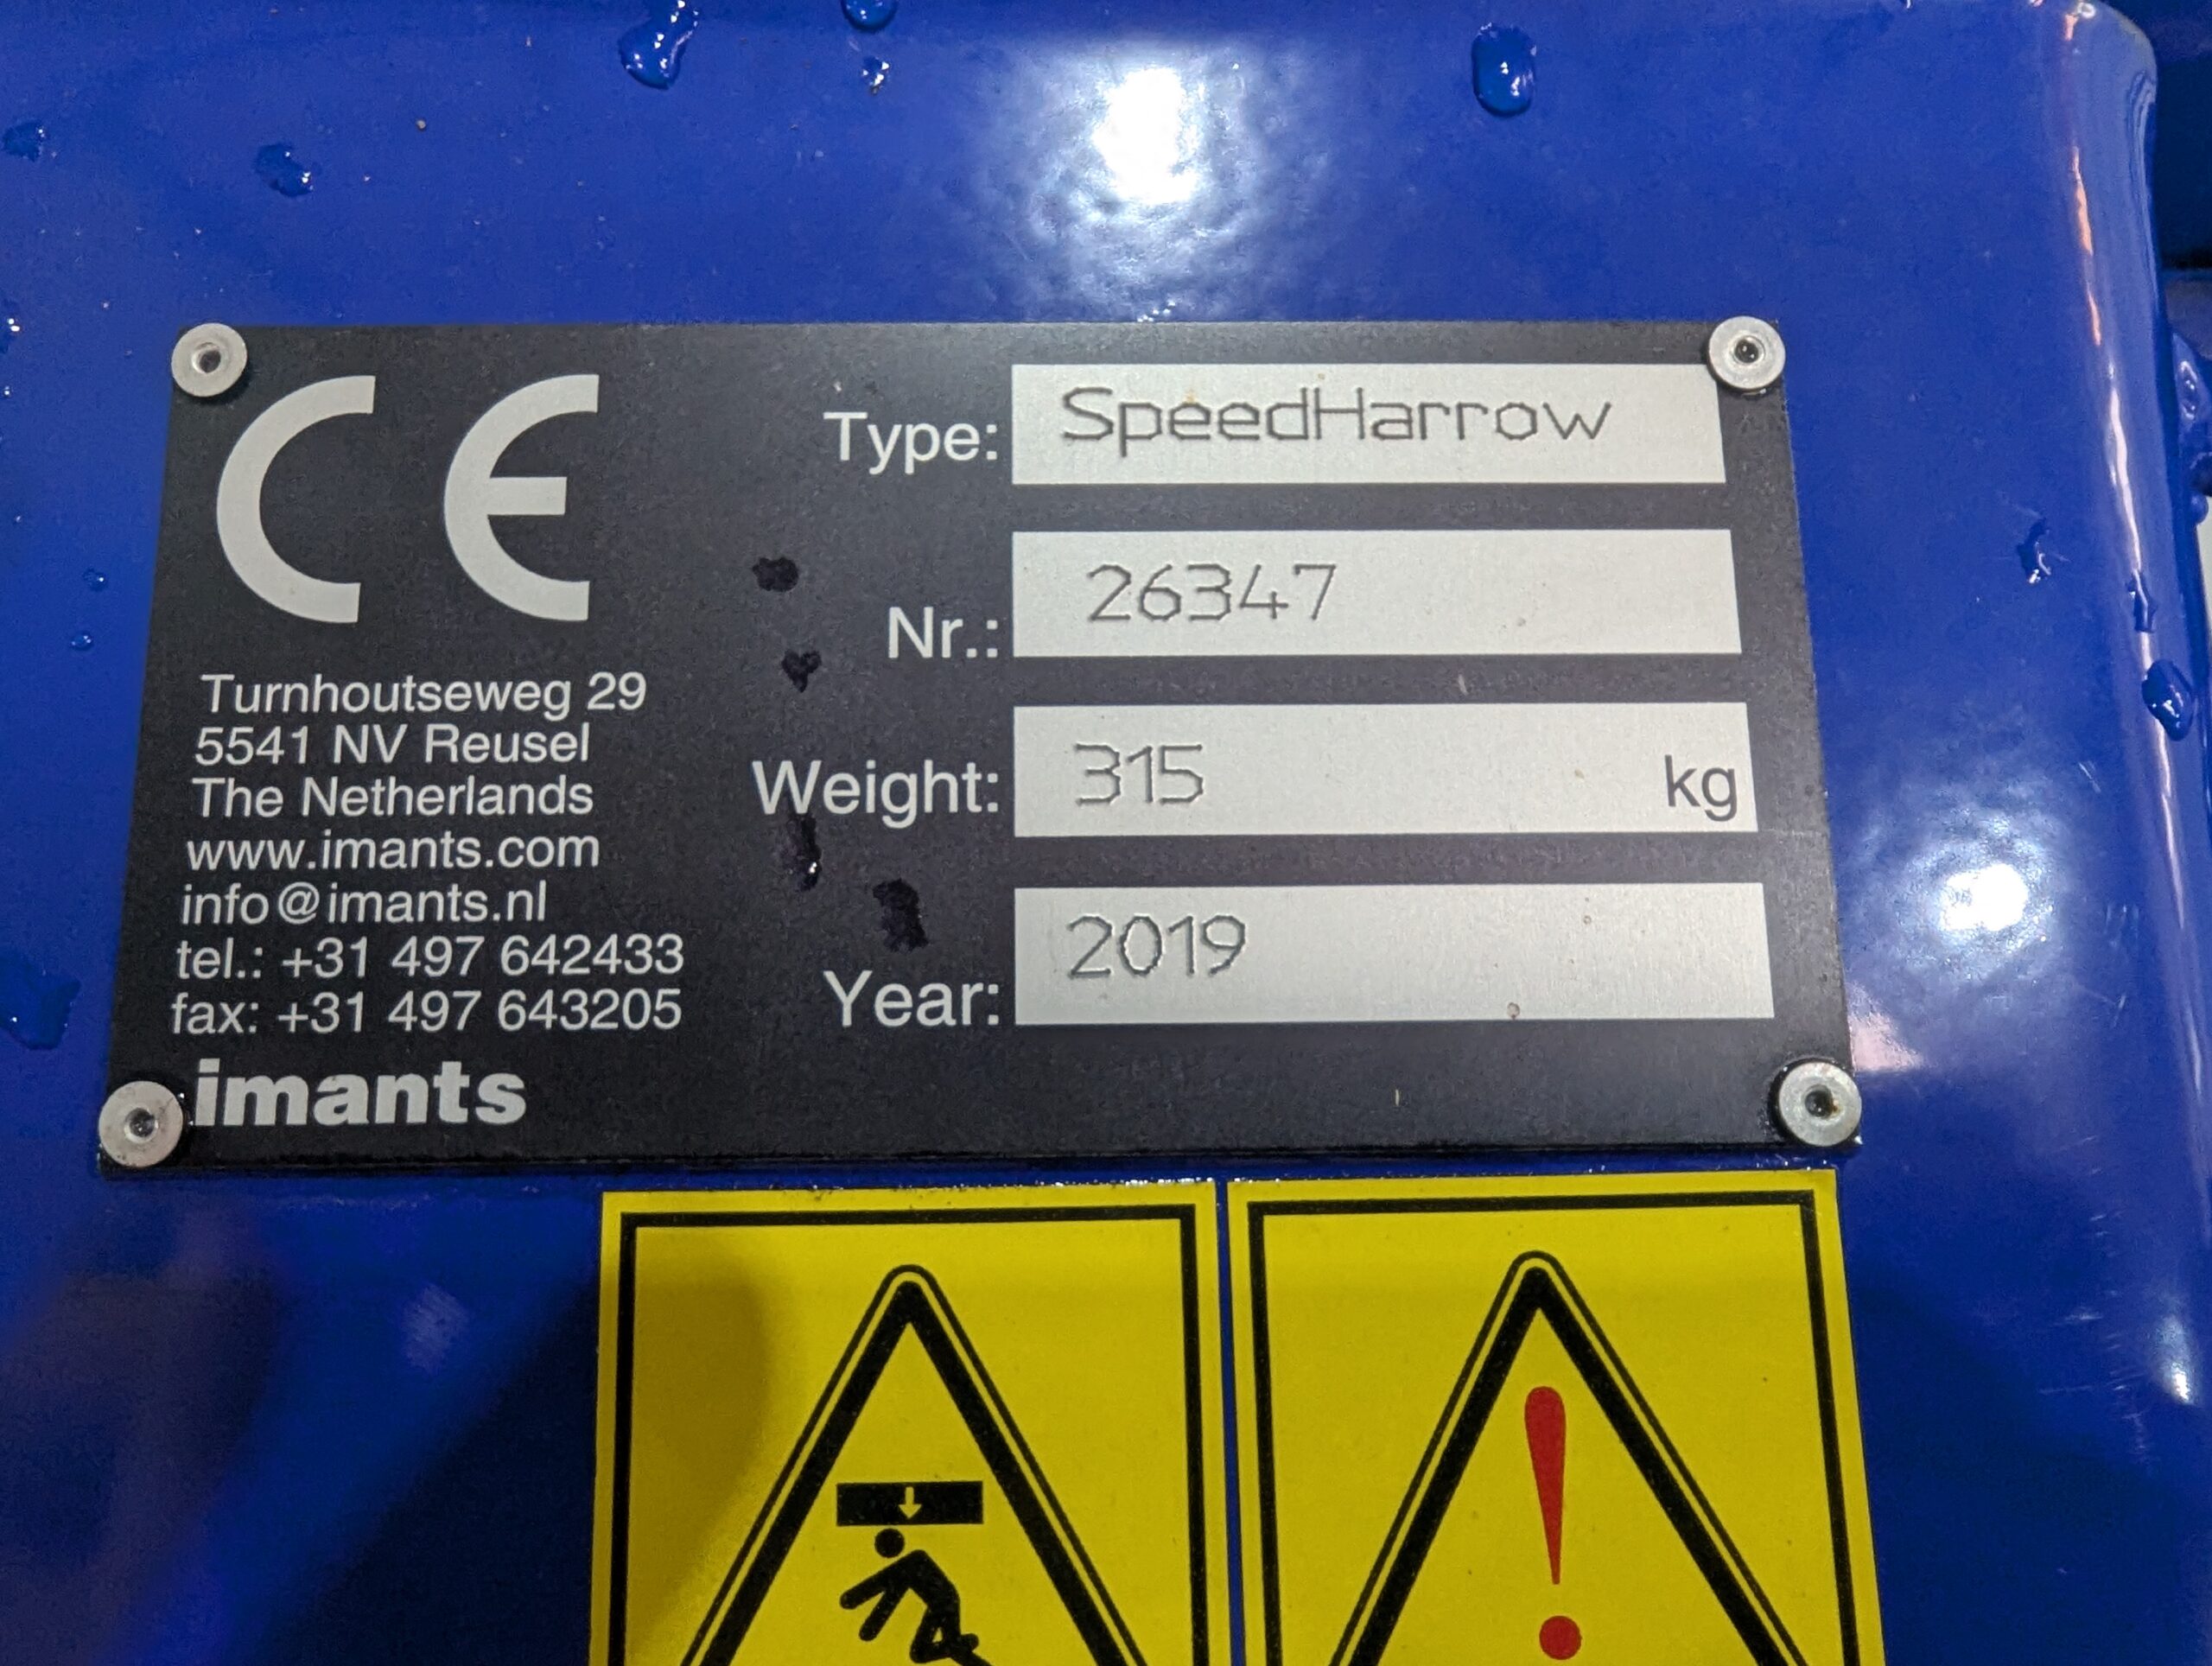 CE
Type: SpeedHarrow
Nr.: 26347
Weight: 315 kg
Year: 2019
Turnhoutseweg 29
5541 NV Reusel
The Netherlands
www.imants.com
info@imants.nl
tel.: +31 497 642433
fax: +31 497 643205
imants
!